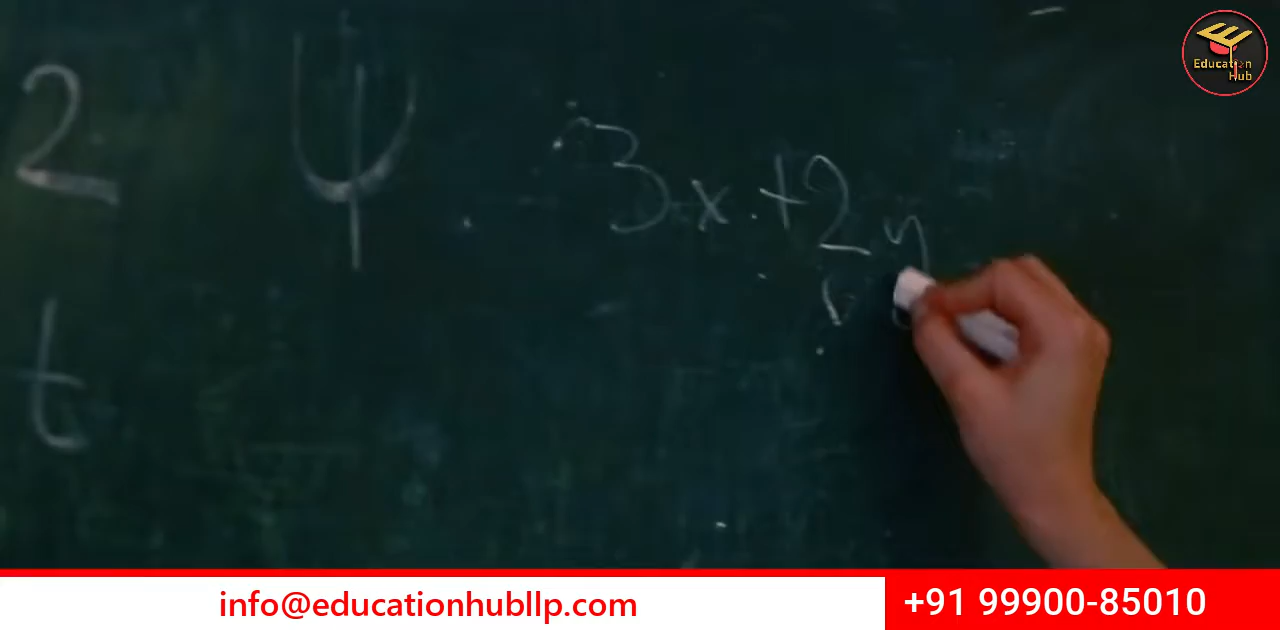 Education
Hub
2 ψ
3x+2y
t
info@educationhubllp.com
+91 99900-85010